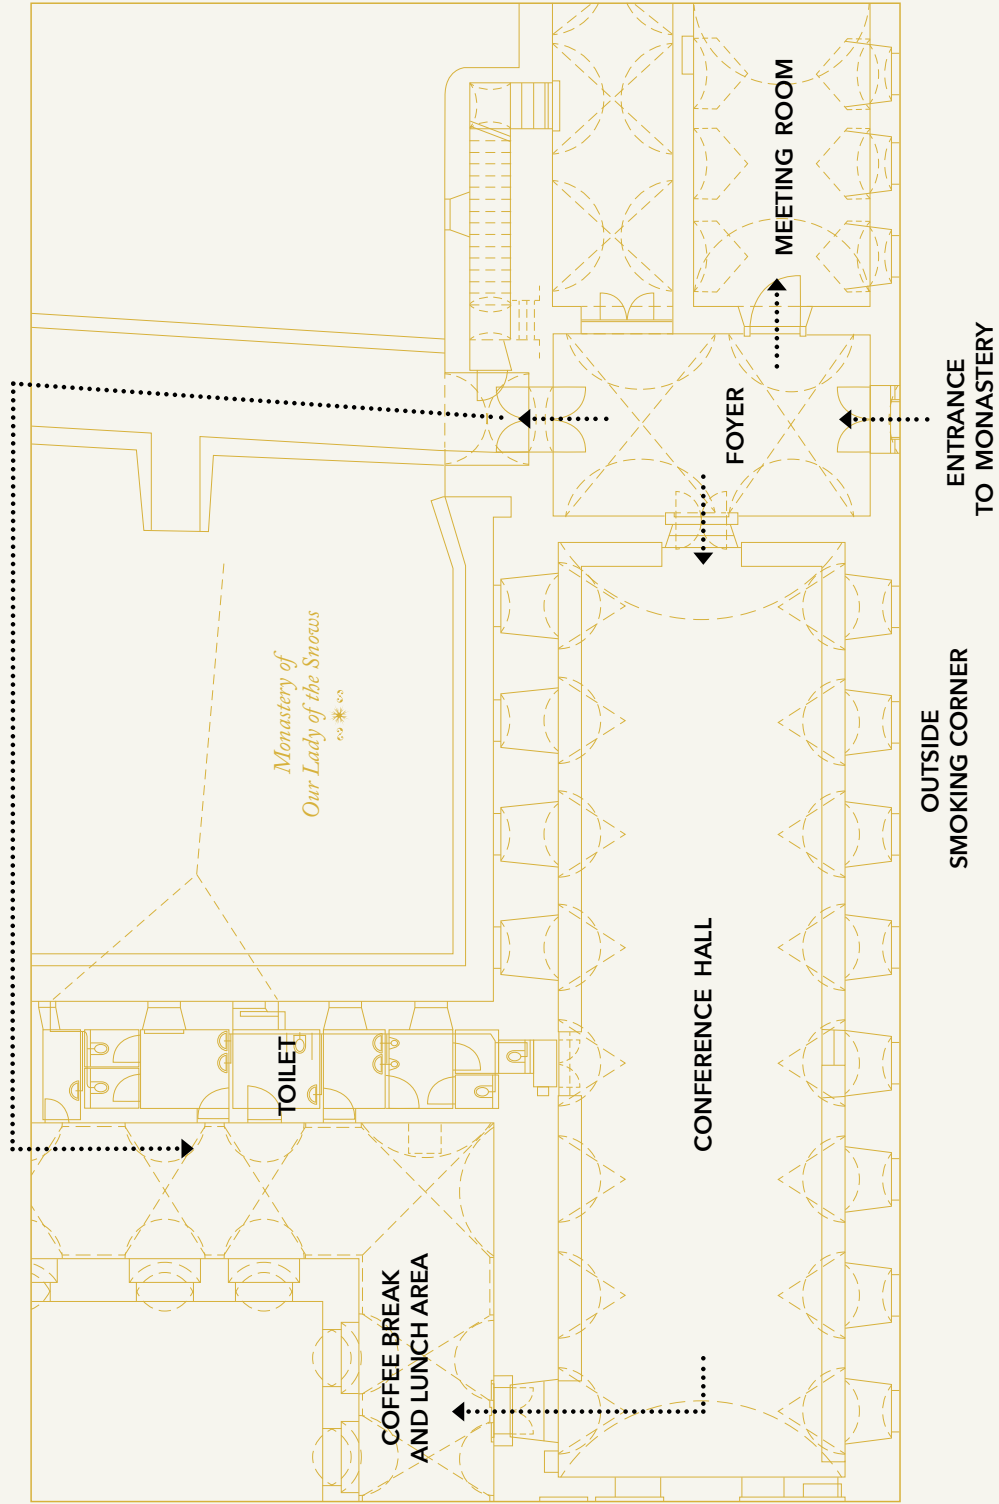 MEETING ROOM
ENTRANCE
TO MONASTERY
FOYER
Monastery of
Our Lady of the Snows
OUTSIDE
SMOKING CORNER
CONFERENCE HALL
TOILET
COFFEE BREAK
AND LUNCH AREA